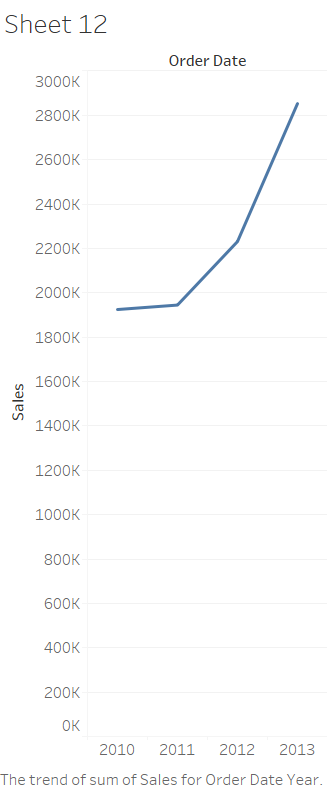 Sheet 12
Order Date
3000K
2800K
2600K
2400K
2200K
2000K
1800K
1600K
Sales
1400K
1200K
1000K
800K
600K
400K
200K
0K
2010 2011 2012 2013
The trend of sum of Sales for Order Date Year.